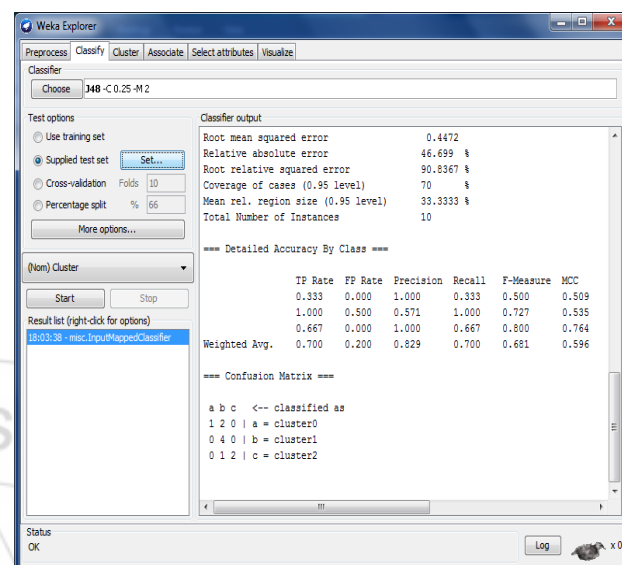 Weka Explorer
Preprocess Classify Cluster Associate Select attributes Visualize
Classifier
Choose J48 -C 0.25 -M 2
Test options
Use training set
Supplied test set Set...
Cross-validation Folds 10
Percentage split % 66
More options...
(Nom) Cluster
Start Stop
Result list (right-click for options)
18:03:38 - misc.InputMappedClassifier
Classifier output
Root mean squared error 0.4472
Relative absolute error 46.699 %
Root relative squared error 90.8367 %
Coverage of cases (0.95 level) 70 %
Mean rel. region size (0.95 level) 33.3333 %
Total Number of Instances 10
=== Detailed Accuracy By Class ===
TP Rate FP Rate Precision Recall F-Measure MCC
0.333 0.000 1.000 0.333 0.500 0.509
1.000 0.500 0.571 1.000 0.727 0.535
0.667 0.000 1.000 0.667 0.800 0.764
Weighted Avg. 0.700 0.200 0.829 0.700 0.681 0.596
=== Confusion Matrix ===
a b c <-- classified as
1 2 0 | a = cluster0
0 4 0 | b = cluster1
0 1 2 | c = cluster2
Status
OK
Log x 0